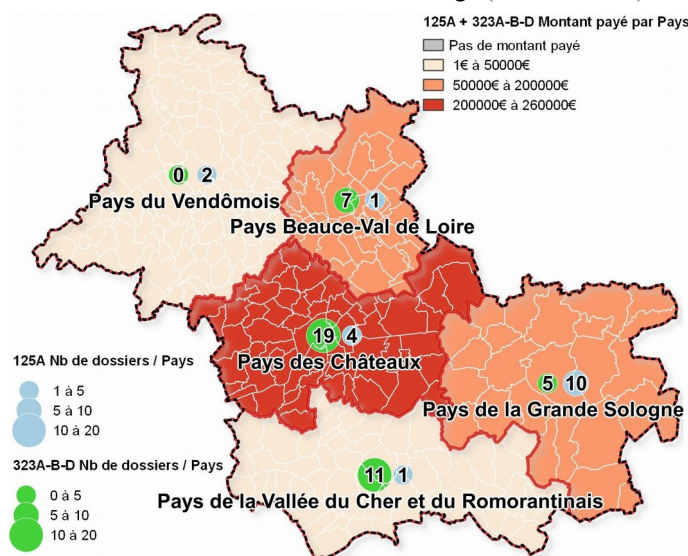 125A + 323A-B-D Montant payé par Pays
Pas de montant payé
1€ à 50000€
50000€ à 200000€
200000€ à 260000€
0 2
Pays du Vendômois
7 1
Pays Beauce-Val de Loire
19 4
Pays des Châteaux
5 10
Pays de la Grande Sologne
11 1
Pays de la Vallée du Cher et du Romorantinais
125A Nb de dossiers / Pays
1 à 5
5 à 10
10 à 20
323A-B-D Nb de dossiers / Pays
0 à 5
5 à 10
10 à 20